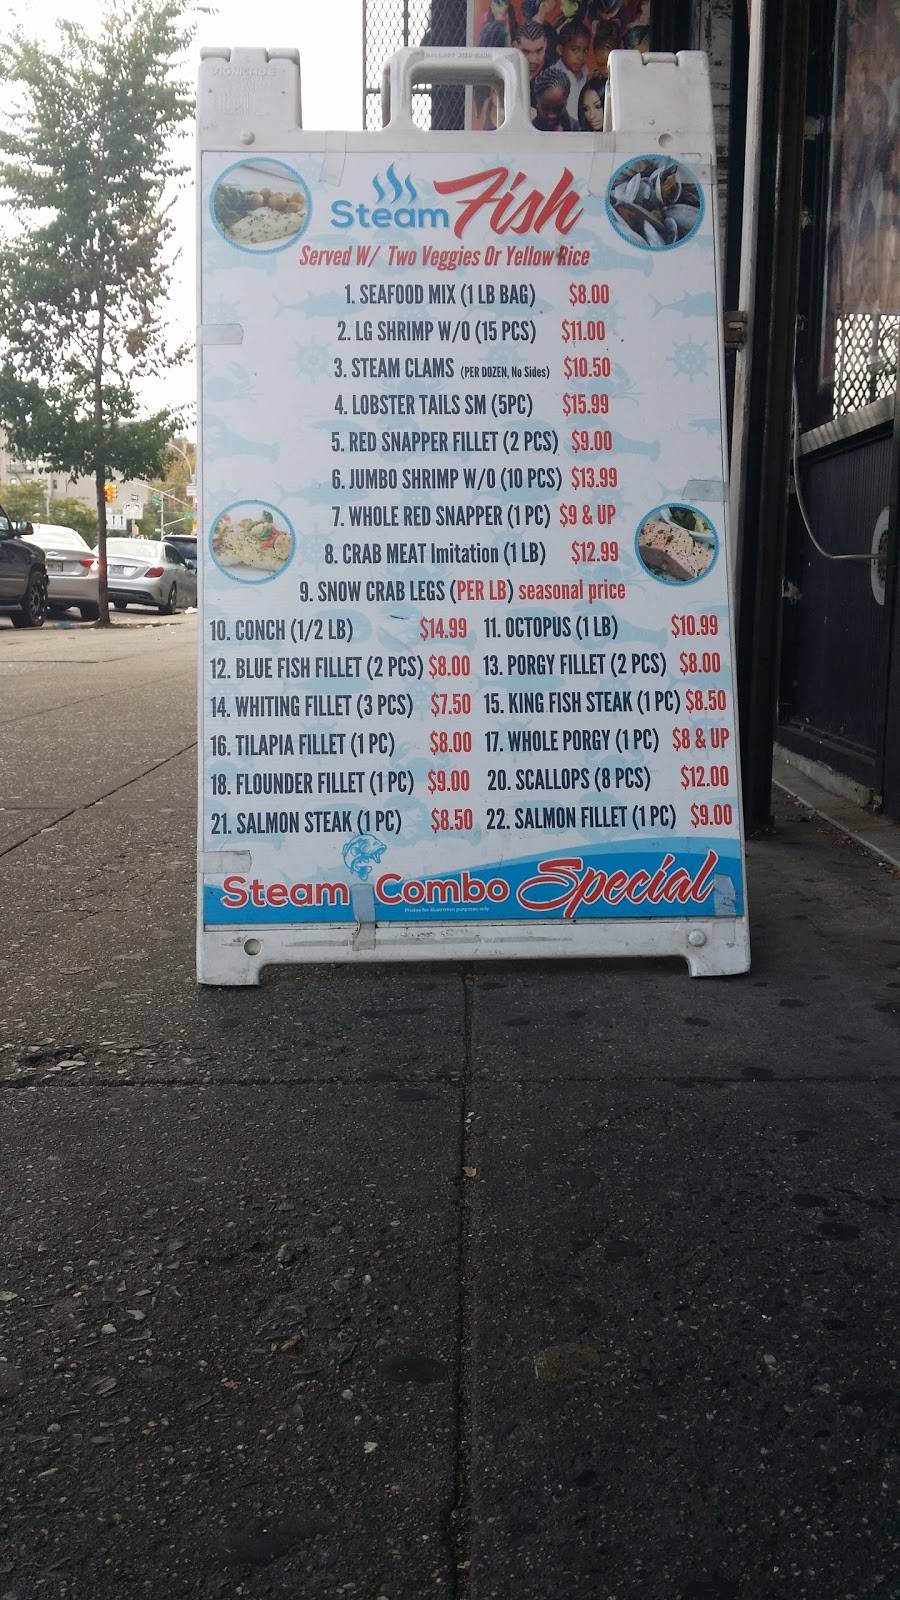 Steam Fish
Served W/ Two Veggies Or Yellow Rice
1. SEAFOOD MIX (1 LB BAG) $8.00
2. LG SHRIMP W/O (15 PCS) $11.00
3. STEAM CLAMS (PER DOZEN, No Sides) $10.50
4. LOBSTER TAILS SM (5PC) $15.99
5. RED SNAPPER FILLET (2 PCS) $9.00
6. JUMBO SHRIMP W/O (10 PCS) $13.99
7. WHOLE RED SNAPPER (1 PC) $9 & UP
8. CRAB MEAT Imitation (1 LB) $12.99
9. SNOW CRAB LEGS (PER LB) seasonal price
10. CONCH (1/2 LB) $14.99 11. OCTOPUS (1 LB) $10.99
12. BLUE FISH FILLET (2 PCS) $8.00 13. PORGY FILLET (2 PCS) $8.00
14. WHITING FILLET (3 PCS) $7.50 15. KING FISH STEAK (1 PC) $8.50
16. TILAPIA FILLET (1 PC) $8.00 17. WHOLE PORGY (1 PC) $8 & UP
18. FLOUNDER FILLET (1 PC) $9.00 20. SCALLOPS (8 PCS) $12.00
21. SALMON STEAK (1 PC) $8.50 22. SALMON FILLET (1 PC) $9.00
Steam Combo Special
Photos for illustration purposes only